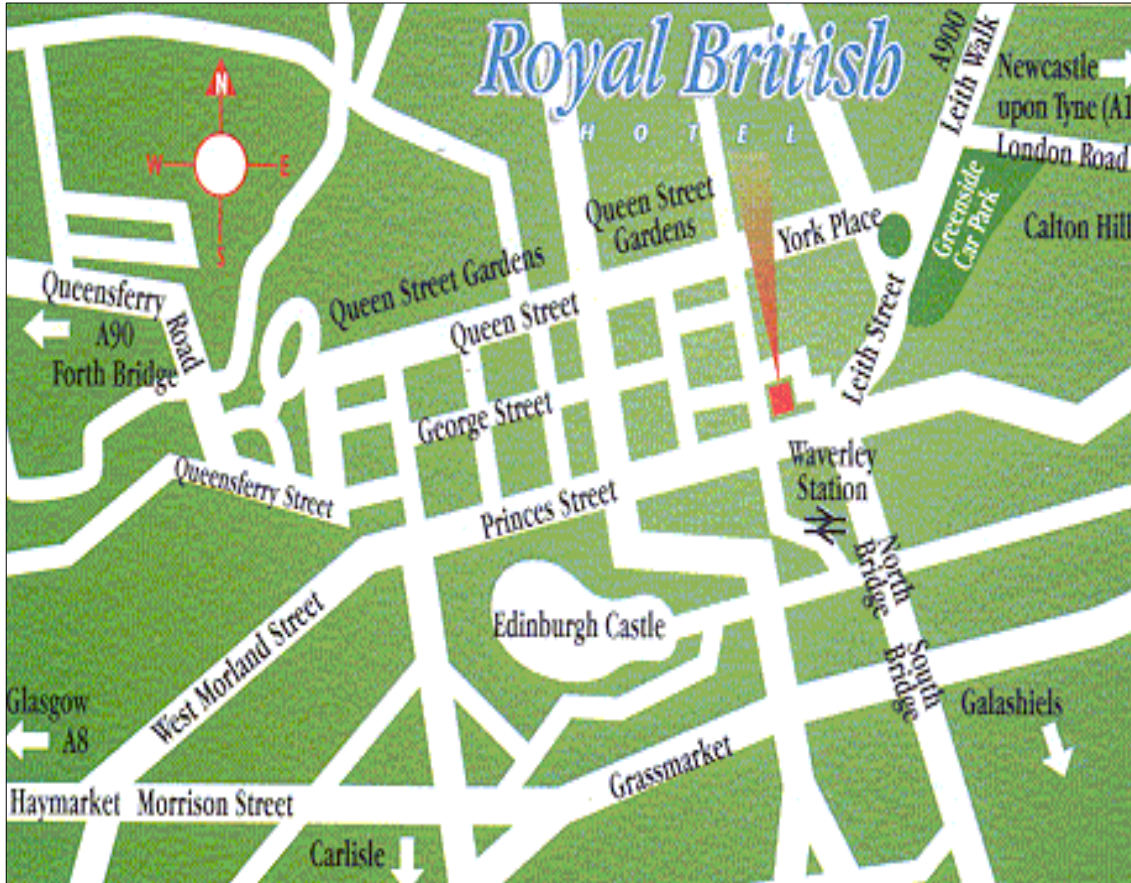 Royal British
HOTEL
N
W
E
S
A900
Leith Walk
Newcastle
upon Tyne (A1
London Road
Greenside
Car Park
Calton Hill
Queen Street
Gardens
York Place
Queensferry
Road
Queen Street Gardens
Queen Street
A90
Forth Bridge
Leith Street
George Street
Queensferry Street
Princes Street
Waverley
Station
North
Bridge
Edinburgh Castle
West Morland Street
South
Bridge
Galashiels
Glasgow
A8
Grassmarket
Haymarket
Morrison Street
Carlisle